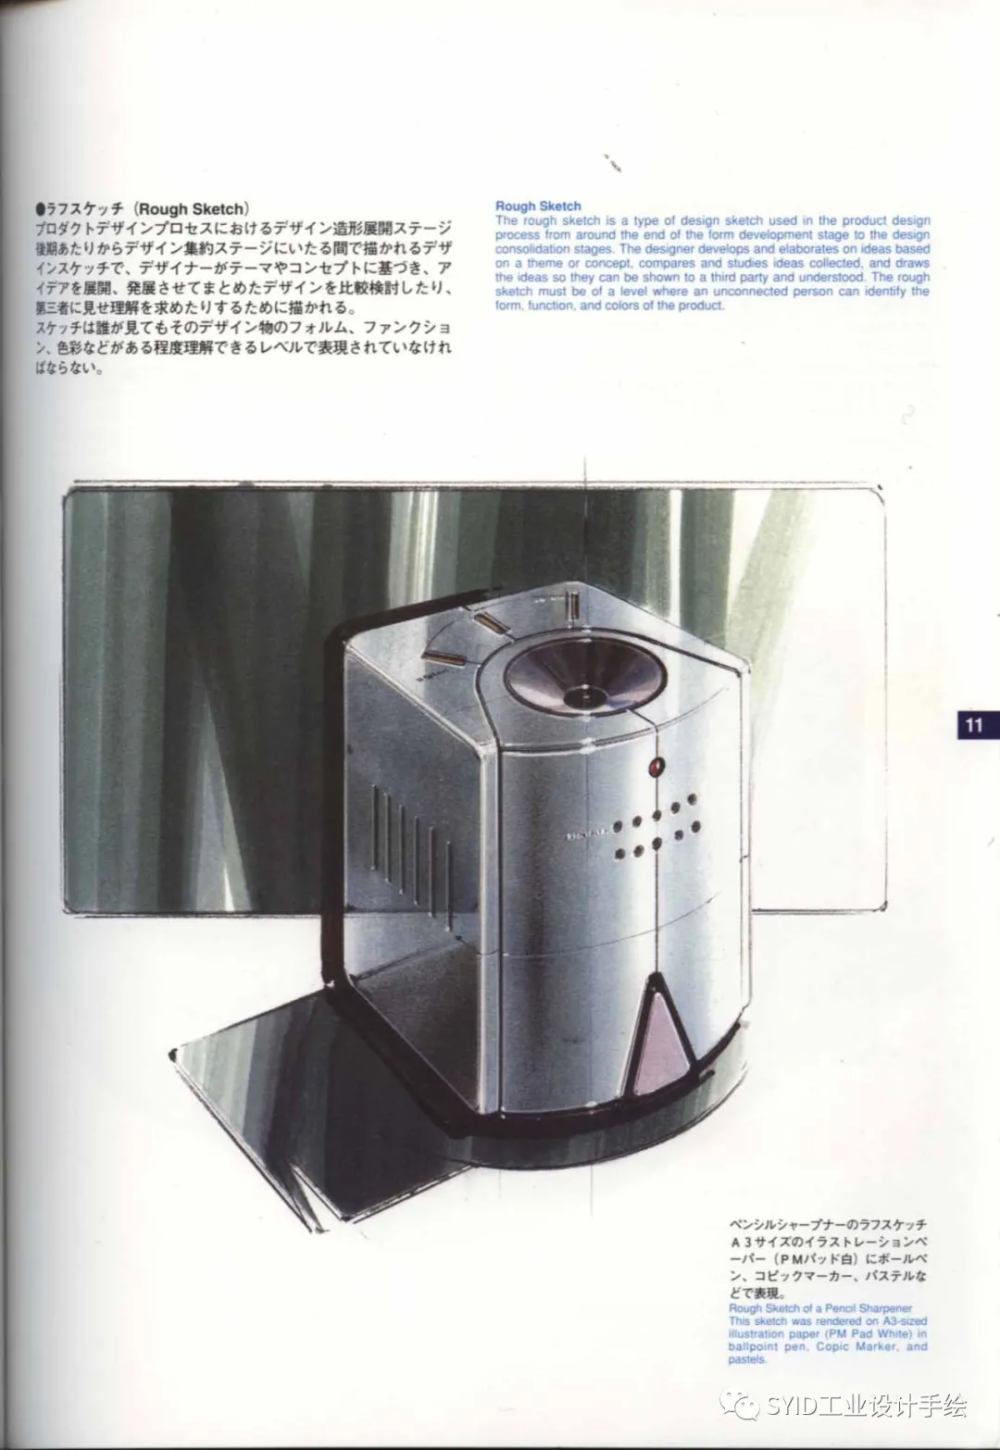 ●ラフスケッチ（Rough Sketch）
プロダクトデザインプロセスにおけるデザイン造形展開ステージ
後期あたりからデザイン集約ステージにいたる間で描かれるデザ
インスケッチで、デザイナーがテーマやコンセプトに基づき、ア
イデアを展開、発展させてまとめたデザインを比較検討したり、
第三者に見せ理解を求めたりするために描かれる。
スケッチは誰が見てもそのデザイン物のフォルム、ファンクショ
ン、色彩などがある程度理解できるレベルで表現されていなけれ
ばならない。
Rough Sketch
The rough sketch is a type of design sketch used in the product design
process from around the end of the form development stage to the design
consolidation stages. The designer develops and elaborates on ideas based
on a theme or concept, compares and studies ideas collected, and draws
the ideas so they can be shown to a third party and understood. The rough
sketch must be of a level where an unconnected person can identify the
form, function, and colors of the product.
11
ペンシルシャープナーのラフスケッチ
A3サイズのイラストレーションペ
ーパー（PMパッド白）にボールペ
ン、コピックマーカー、パステルな
どで表現。
Rough Sketch of a Pencil Sharpener
This sketch was rendered on A3-sized
illustration paper (PM Pad White) in
ballpoint pen, Copic Marker, and
pastels.
SYID工业设计手绘